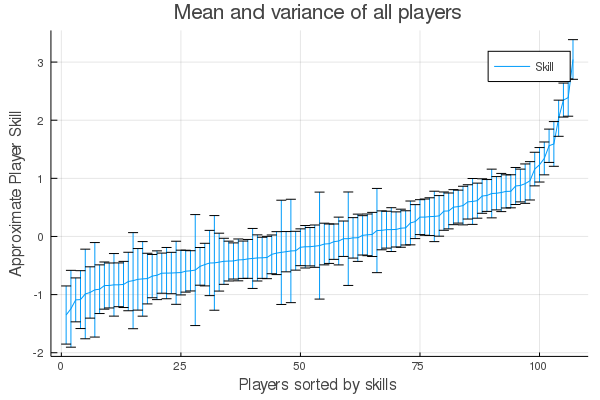 Mean and variance of all players
3
2
1
0
-1
-2
Approximate Player Skill
Skill
0
25
50
75
100
Players sorted by skills